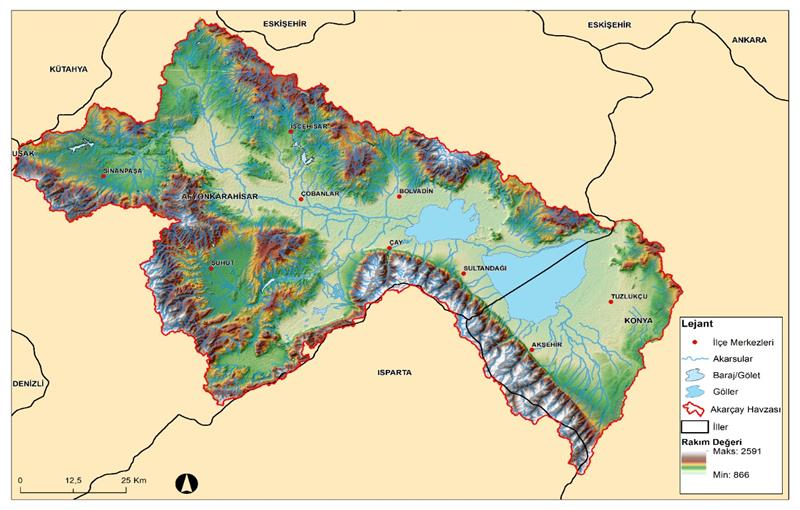 ESKİŞEHİR
ESKİŞEHİR
ANKARA
KÜTAHYA
İSCEHİSAR
UŞAK
SİNANPAŞA
AFYONKARAHİSAR
ÇOBANLAR
BOLVADİN
ÇAY
ŞUHUT
SULTANDAĞI
TUZLUKÇU
KONYA
AKŞEHİR
ISPARTA
DENİZLİ
Lejant
İlçe Merkezleri
Akarsular
Baraj/Gölet
Göller
Akarçay Havzası
İller
Rakım Değeri
Maks: 2591
Min: 866
0 12,5 25 Km